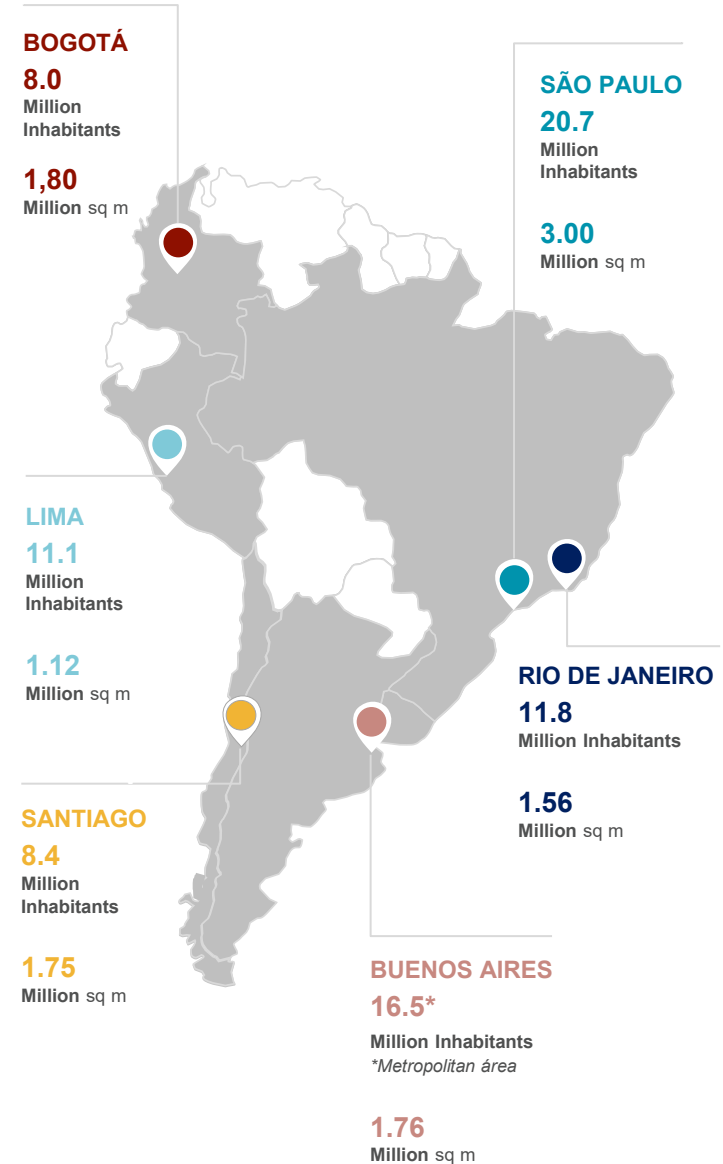 BOGOTÁ
8.0
Million
Inhabitants
1,80
Million sq m
SÃO PAULO
20.7
Million
Inhabitants
3.00
Million sq m
LIMA
11.1
Million
Inhabitants
1.12
Million sq m
RIO DE JANEIRO
11.8
Million Inhabitants
1.56
Million sq m
SANTIAGO
8.4
Million
Inhabitants
1.75
Million sq m
BUENOS AIRES
16.5*
Million Inhabitants
*Metropolitan área
1.76
Million sq m